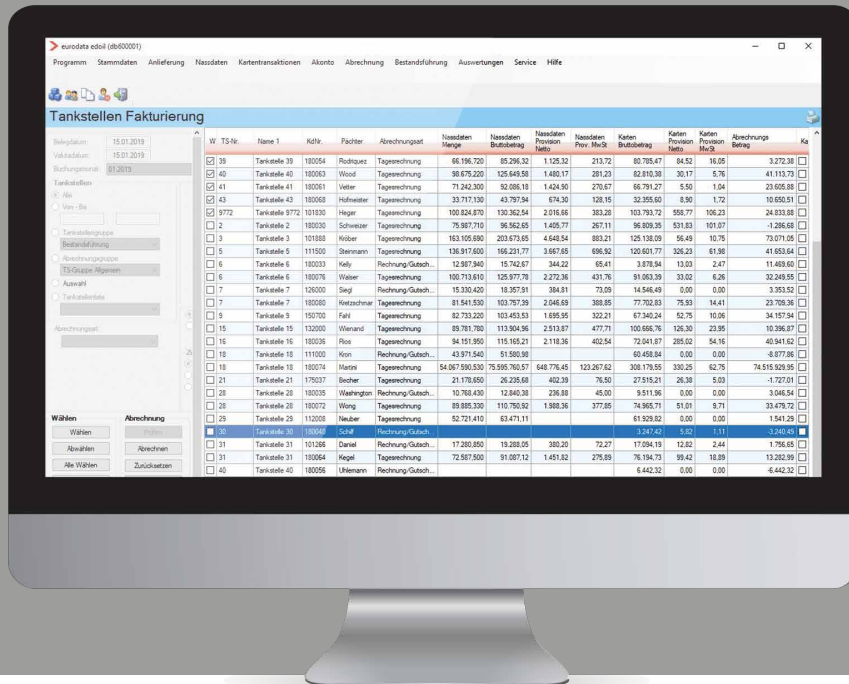 eurodata edoil (db600001)
Programm Stammdaten Anlieferung Nassdaten Kartentransaktionen Akonto Abrechnung Bestandsführung Auswertungen Service Hilfe
Tankstellen Fakturierung
Belegdatum: 15.01.2019
Valutadatum: 15.01.2019
Buchungsmonat: 01.2019
Tankstellen
Alle
Von - Bis
Tankstellengruppe
Bestandsführung
Abrechnungsgruppe
TS-Gruppe Allgemein
Auswahl
Tankstellenliste
Abrechnungsart
Wählen Abrechnung
Wählen Prüfen
Abwählen Abrechnen
Alle Wählen Zurücksetzen
W TS-Nr. Name 1 KdNr. Pächter Abrechnungsart Nassdaten Menge Nassdaten Bruttobetrag Nassdaten Provision Netto Nassdaten Prov. MwSt Karten Bruttobetrag Karten Provision Netto Karten Provision MwSt Abrechnungs Betrag Ka
39 Tankstelle 39 180054 Rodriquez Tagesrechnung 66.196,720 85.296,32 1.125,32 213,72 80.785,47 84,52 16,05 3.272,38
40 Tankstelle 40 180063 Wood Tagesrechnung 98.675,220 125.649,58 1.480,17 281,23 82.810,38 30,17 5,76 41.113,73
41 Tankstelle 41 180061 Vetter Tagesrechnung 71.242,300 92.086,18 1.424,90 270,67 66.791,27 5,50 1,04 23.605,88
43 Tankstelle 43 180068 Hofmeister Tagesrechnung 33.717,130 43.797,94 674,30 128,15 32.355,60 8,90 1,72 10.650,51
9772 Tankstelle 9772 101830 Heger Tagesrechnung 100.824,870 130.362,54 2.016,66 383,28 103.793,72 558,77 106,23 24.833,88
2 Tankstelle 2 180030 Schweizer Tagesrechnung 75.987,710 96.562,65 1.405,77 267,11 96.809,35 531,83 101,07 -1.286,68
3 Tankstelle 3 101888 Kröber Tagesrechnung 163.105,690 203.673,65 4.648,54 883,21 125.138,09 56,49 10,75 73.071,05
5 Tankstelle 5 111500 Steinmann Tagesrechnung 136.917,600 166.231,77 3.667,65 696,92 120.601,77 326,23 61,98 41.653,64
6 Tankstelle 6 180033 Kelly Rechnung/Gutsch... 12.987,940 15.742,67 344,22 65,41 3.878,94 13,03 2,47 11.469,60
6 Tankstelle 6 180076 Walser Tagesrechnung 100.713,610 125.977,78 2.272,36 431,76 91.063,39 33,02 6,26 32.249,55
7 Tankstelle 7 126000 Siegl Rechnung/Gutsch... 15.330,420 18.357,91 384,81 73,09 14.546,49 0,00 0,00 3.353,52
7 Tankstelle 7 180080 Kretzschmar Tagesrechnung 81.541,530 103.757,39 2.046,69 388,85 77.702,83 75,93 14,41 23.709,36
9 Tankstelle 9 150700 Fahl Tagesrechnung 82.733,220 103.453,53 1.695,95 322,21 67.340,24 52,75 10,06 34.157,94
15 Tankstelle 15 132000 Wienand Tagesrechnung 89.781,780 113.904,96 2.513,87 477,71 100.666,76 126,30 23,95 10.396,87
16 Tankstelle 16 180036 Rios Tagesrechnung 94.151,950 115.165,21 2.118,36 402,54 72.041,87 285,02 54,16 40.941,62
18 Tankstelle 18 111000 Kron Rechnung/Gutsch... 43.971,540 51.580,98 60.458,84 0,00 0,00 -8.877,86
18 Tankstelle 18 180074 Martini Tagesrechnung 54.067.590,530 75.595.760,57 648.776,45 123.267,62 308.179,55 330,25 62,75 74.515.929,95
21 Tankstelle 21 175037 Becher Tagesrechnung 21.178,650 26.235,68 402,39 76,50 27.515,21 26,38 5,03 -1.727,01
28 Tankstelle 28 180035 Washington Rechnung/Gutsch... 10.768,430 12.840,38 236,88 45,00 9.511,96 0,00 0,00 3.046,54
28 Tankstelle 28 180072 Wong Tagesrechnung 89.885,330 110.750,92 1.988,36 377,85 74.965,71 51,01 9,71 33.479,72
29 Tankstelle 29 112008 Neuber Tagesrechnung 52.721,410 63.471,11 61.929,82 0,00 0,00 1.541,29
30 Tankstelle 30 180048 Schiff Rechnung/Gutsch... 3.247,42 5,82 1,11 -3.240,49
31 Tankstelle 31 101266 Daniel Rechnung/Gutsch... 17.280,850 19.288,05 380,20 72,27 17.094,19 12,82 2,44 1.756,65
31 Tankstelle 31 180064 Kegel Tagesrechnung 72.587,500 91.087,12 1.451,82 275,89 76.194,73 99,42 18,89 13.282,99
40 Tankstelle 40 180056 Uhlemann Rechnung/Gutsch... 6.442,32 0,00 0,00 -6.442,32